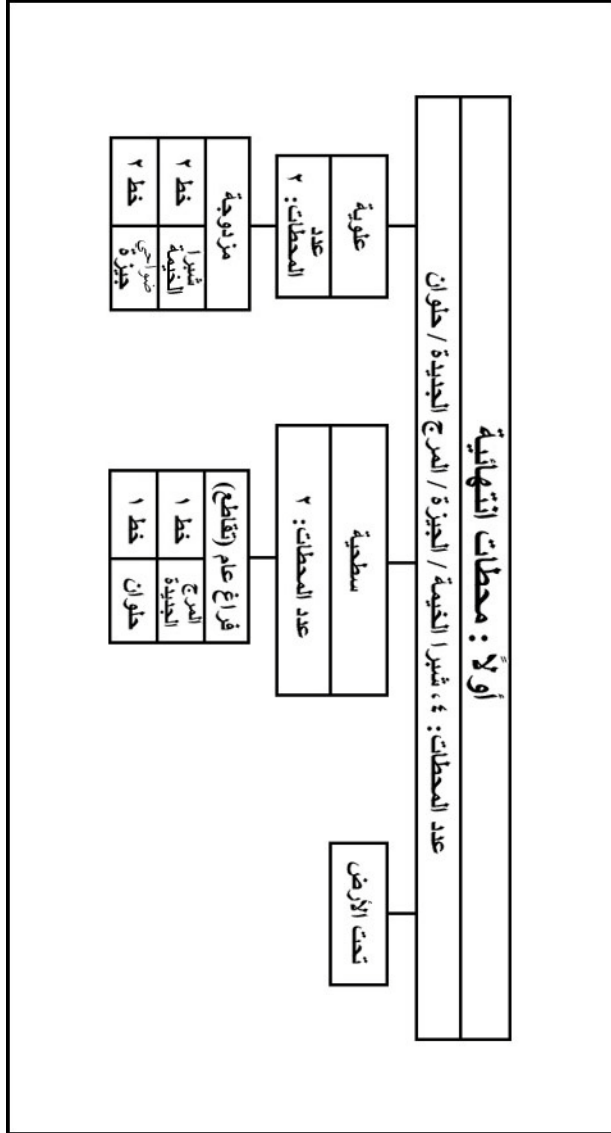 أولاً : محطات انتهائية
عدد المحطات: ٤، شبرا الخيمة / الجيزة / المرج الجديدة / حلوان
تحت الأرض
سطحية
عدد المحطات: ٢
فراغ عام (تقاطع)
خط ١
المرج
الجديدة
خط ١
حلوان
علوية
عدد
المحطات:
٢
مزدوجة
خط ٢
شبرا
الخيمة
خط ٢
ضواحي
جيزة